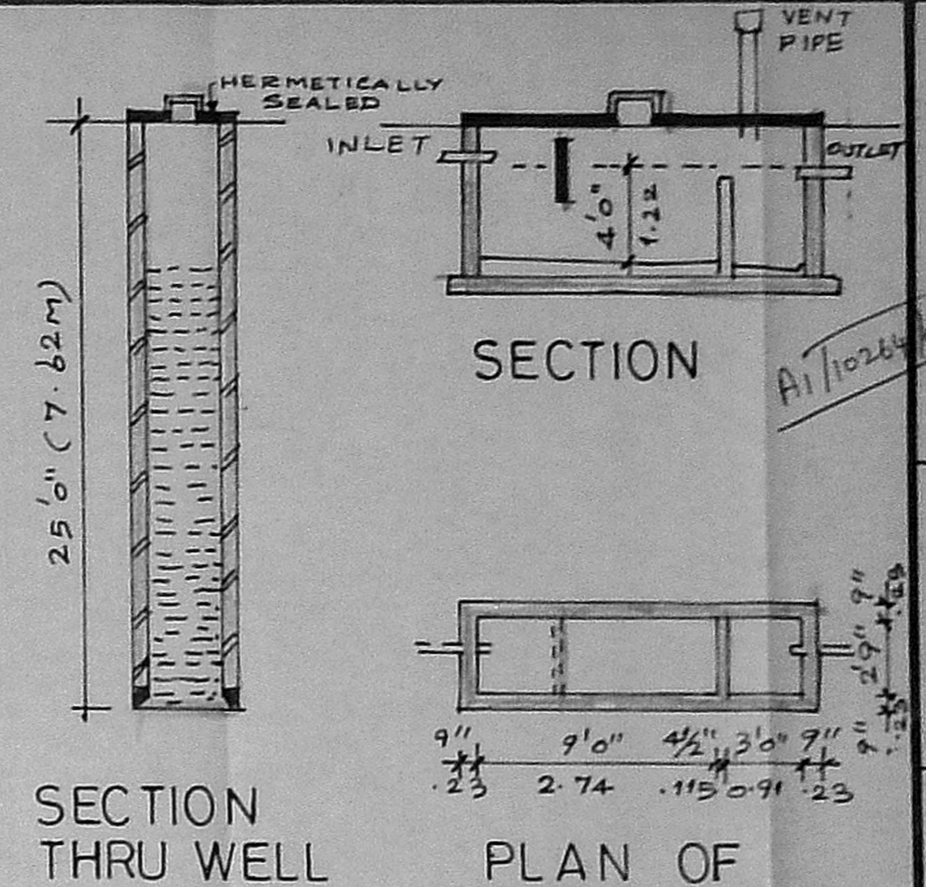 HERMETICALLY
SEALED
25'0" (7.62M)
SECTION
THRU WELL
VENT
PIPE
INLET
OUTLET
4'0"
1.22
SECTION
A1/10264
9" 9'0" 4½" 3'0" 9"
.23 2.74 .115 0.91 .23
9" 2'9" 9"
.23
PLAN OF